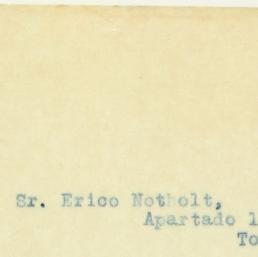 Sr. Erico Notholt,
Apartado 1
To